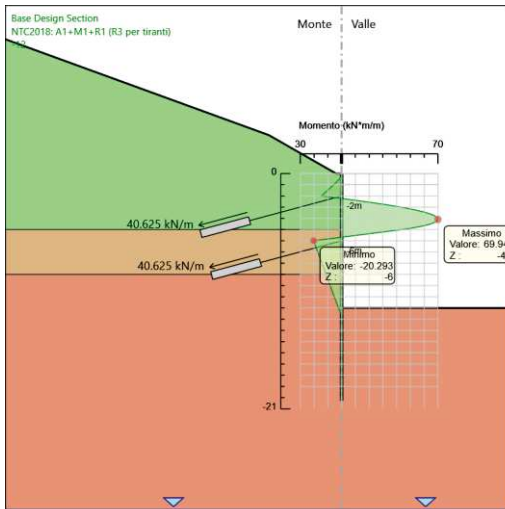 Base Design Section
NTC2018: A1+M1+R1 (R3 per tiranti)
Monte Valle
Momento (kN*m/m)
30 70
0
-2m
40.625 kN/m
Massimo
Valore: 69.94
Z : -4
Minimo
Valore: -20.293
Z : -6
40.625 kN/m
-21